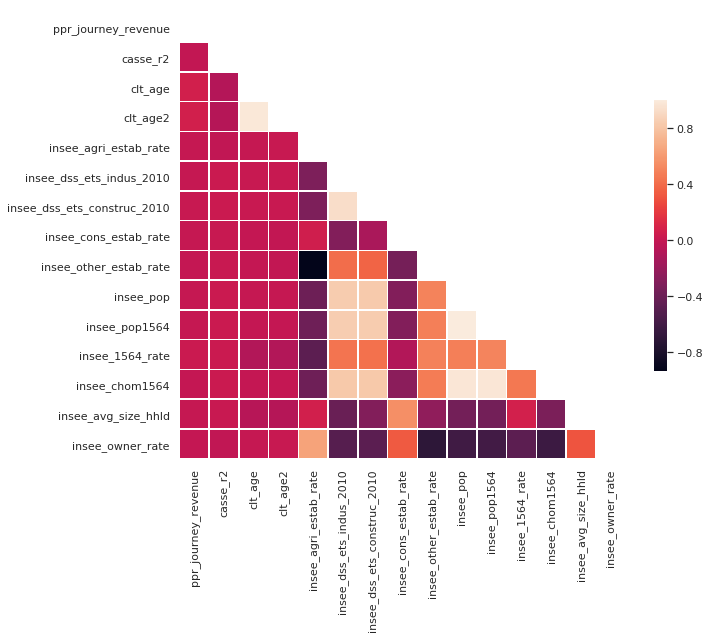 ppr_journey_revenue
casse_r2
clt_age
clt_age2
insee_agri_estab_rate
insee_dss_ets_indus_2010
insee_dss_ets_construc_2010
insee_cons_estab_rate
insee_other_estab_rate
insee_pop
insee_pop1564
insee_1564_rate
insee_chom1564
insee_avg_size_hhld
insee_owner_rate
ppr_journey_revenue
casse_r2
clt_age
clt_age2
insee_agri_estab_rate
insee_dss_ets_indus_2010
insee_dss_ets_construc_2010
insee_cons_estab_rate
insee_other_estab_rate
insee_pop
insee_pop1564
insee_1564_rate
insee_chom1564
insee_avg_size_hhld
insee_owner_rate
0.8
0.4
0.0
−0.4
−0.8